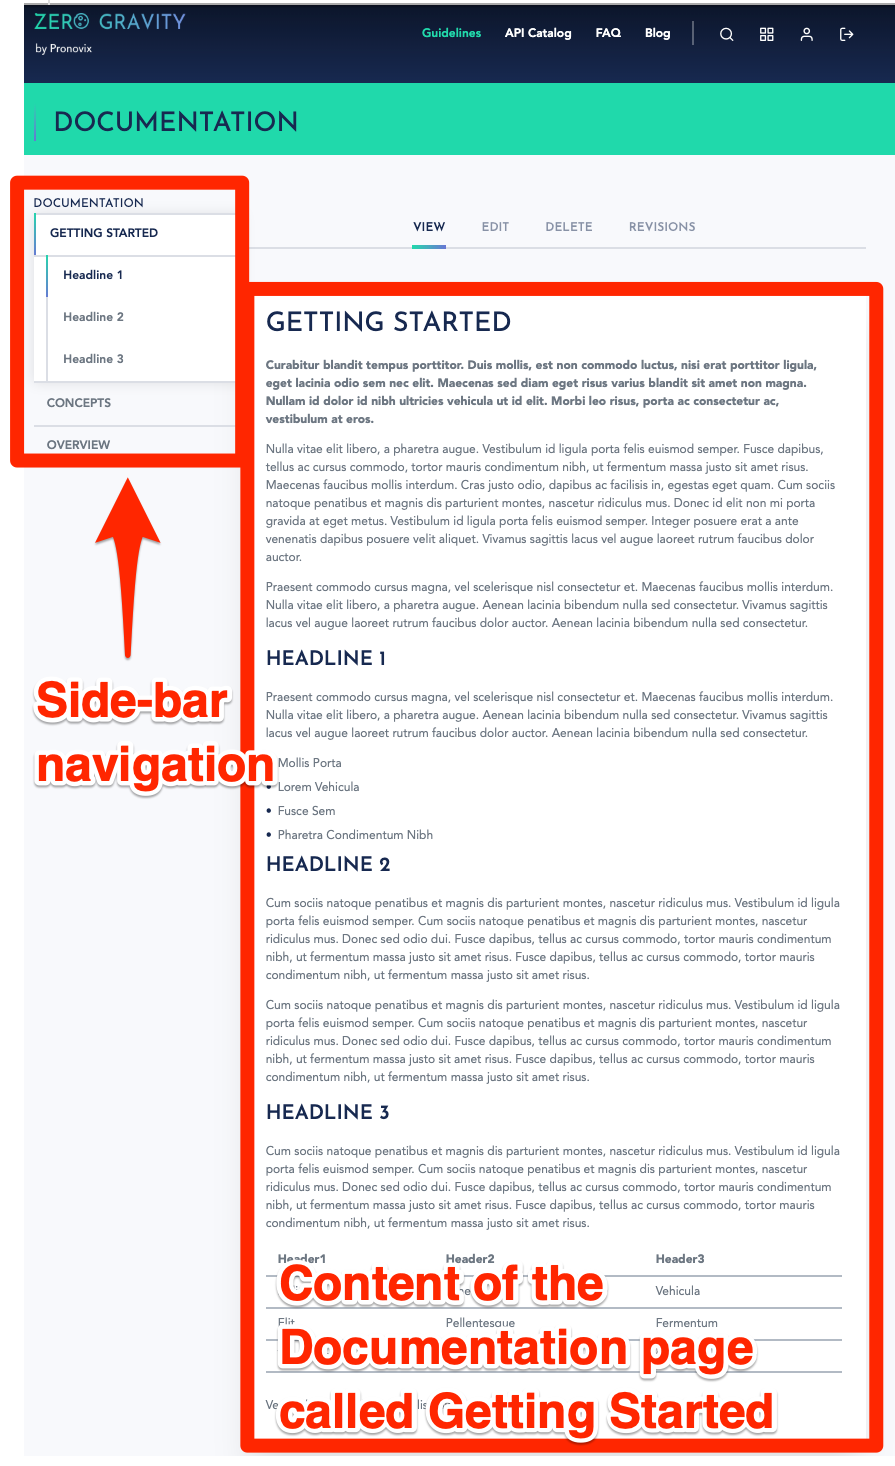 ZERO GRAVITY
by Pronovix
Guidelines API Catalog FAQ Blog
DOCUMENTATION
DOCUMENTATION
GETTING STARTED
Headline 1
Headline 2
Headline 3
CONCEPTS
OVERVIEW
Side-bar
navigation
VIEW EDIT DELETE REVISIONS
GETTING STARTED
Curabitur blandit tempus porttitor. Duis mollis, est non commodo luctus, nisi erat porttitor ligula,
eget lacinia odio sem nec elit. Maecenas sed diam eget risus varius blandit sit amet non magna.
Nullam id dolor id nibh ultricies vehicula ut id elit. Morbi leo risus, porta ac consectetur ac,
vestibulum at eros.
Nulla vitae elit libero, a pharetra augue. Vestibulum id ligula porta felis euismod semper. Fusce dapibus,
tellus ac cursus commodo, tortor mauris condimentum nibh, ut fermentum massa justo sit amet risus.
Maecenas faucibus mollis interdum. Cras justo odio, dapibus ac facilisis in, egestas eget quam. Cum sociis
natoque penatibus et magnis dis parturient montes, nascetur ridiculus mus. Donec id elit non mi porta
gravida at eget metus. Vestibulum id ligula porta felis euismod semper. Integer posuere erat a ante
venenatis dapibus posuere velit aliquet. Vivamus sagittis lacus vel augue laoreet rutrum faucibus dolor
auctor.
Praesent commodo cursus magna, vel scelerisque nisl consectetur et. Maecenas faucibus mollis interdum.
Nulla vitae elit libero, a pharetra augue. Aenean lacinia bibendum nulla sed consectetur. Vivamus sagittis
lacus vel augue laoreet rutrum faucibus dolor auctor. Aenean lacinia bibendum nulla sed consectetur.
HEADLINE 1
Praesent commodo cursus magna, vel scelerisque nisl consectetur et. Maecenas faucibus mollis interdum.
Nulla vitae elit libero, a pharetra augue. Aenean lacinia bibendum nulla sed consectetur. Vivamus sagittis
lacus vel augue laoreet rutrum faucibus dolor auctor. Aenean lacinia bibendum nulla sed consectetur.
Mollis Porta
• Lorem Vehicula
• Fusce Sem
• Pharetra Condimentum Nibh
HEADLINE 2
Cum sociis natoque penatibus et magnis dis parturient montes, nascetur ridiculus mus. Vestibulum id ligula
porta felis euismod semper. Cum sociis natoque penatibus et magnis dis parturient montes, nascetur
ridiculus mus. Donec sed odio dui. Fusce dapibus, tellus ac cursus commodo, tortor mauris condimentum
nibh, ut fermentum massa justo sit amet risus. Fusce dapibus, tellus ac cursus commodo, tortor mauris
condimentum nibh, ut fermentum massa justo sit amet risus.
Cum sociis natoque penatibus et magnis dis parturient montes, nascetur ridiculus mus. Vestibulum id ligula
porta felis euismod semper. Cum sociis natoque penatibus et magnis dis parturient montes, nascetur
ridiculus mus. Donec sed odio dui. Fusce dapibus, tellus ac cursus commodo, tortor mauris condimentum
nibh, ut fermentum massa justo sit amet risus. Fusce dapibus, tellus ac cursus commodo, tortor mauris
condimentum nibh, ut fermentum massa justo sit amet risus.
HEADLINE 3
Cum sociis natoque penatibus et magnis dis parturient montes, nascetur ridiculus mus. Vestibulum id ligula
porta felis euismod semper. Cum sociis natoque penatibus et magnis dis parturient montes, nascetur
ridiculus mus. Donec sed odio dui. Fusce dapibus, tellus ac cursus commodo, tortor mauris condimentum
nibh, ut fermentum massa justo sit amet risus. Fusce dapibus, tellus ac cursus commodo, tortor mauris
condimentum nibh, ut fermentum massa justo sit amet risus.
Header1 Header2 Header3
Vehicula
Elit Pellentesque Fermentum
Content of the
Documentation page
called Getting Started